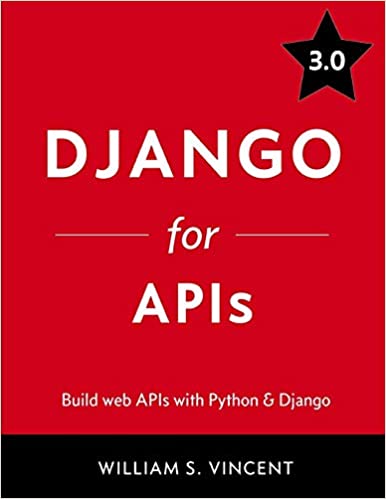 3.0
DJANGO
for
APIs
Build web APIs with Python & Django
WILLIAM S. VINCENT